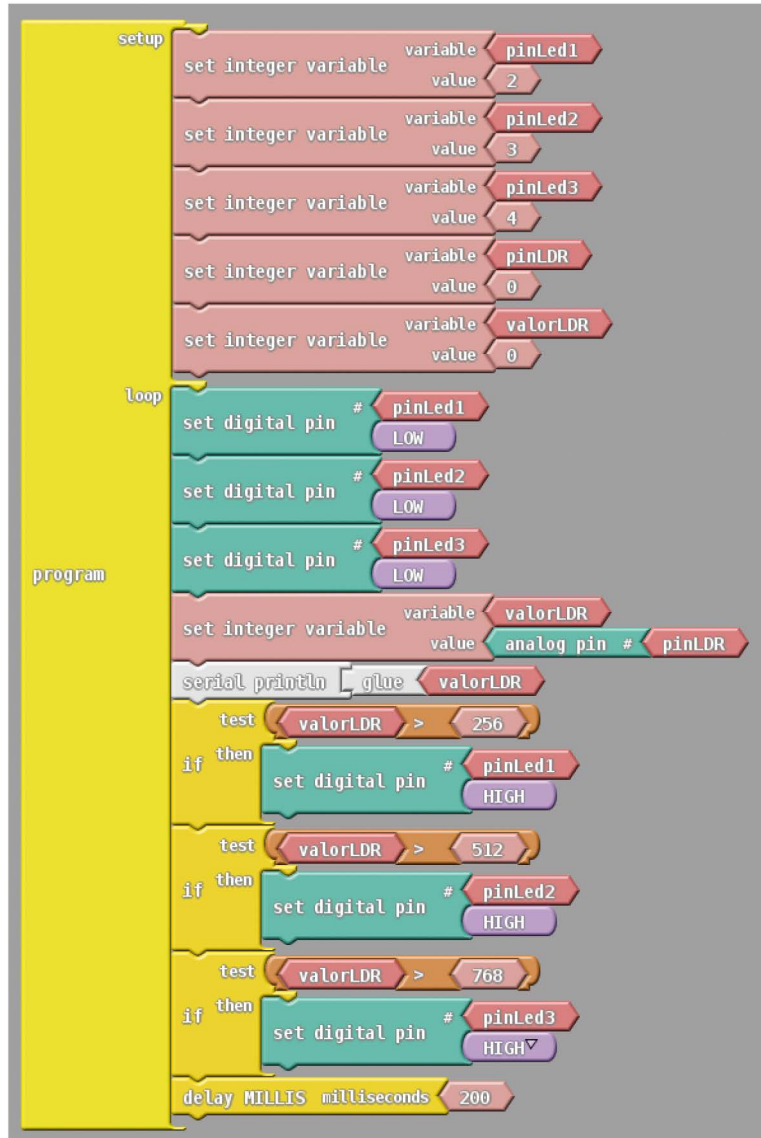 setup
set integer variable variable pinLed1
value 2
set integer variable variable pinLed2
value 3
set integer variable variable pinLed3
value 4
set integer variable variable pinLDR
value 0
set integer variable variable valorLDR
value 0
loop
set digital pin # pinLed1
LOW
set digital pin # pinLed2
LOW
set digital pin # pinLed3
LOW
program
set integer variable variable valorLDR
value analog pin # pinLDR
serial println glue valorLDR
test valorLDR > 256
if then
set digital pin # pinLed1
HIGH
test valorLDR > 512
if then
set digital pin # pinLed2
HIGH
test valorLDR > 768
if then
set digital pin # pinLed3
HIGH
delay MILLIS milliseconds 200